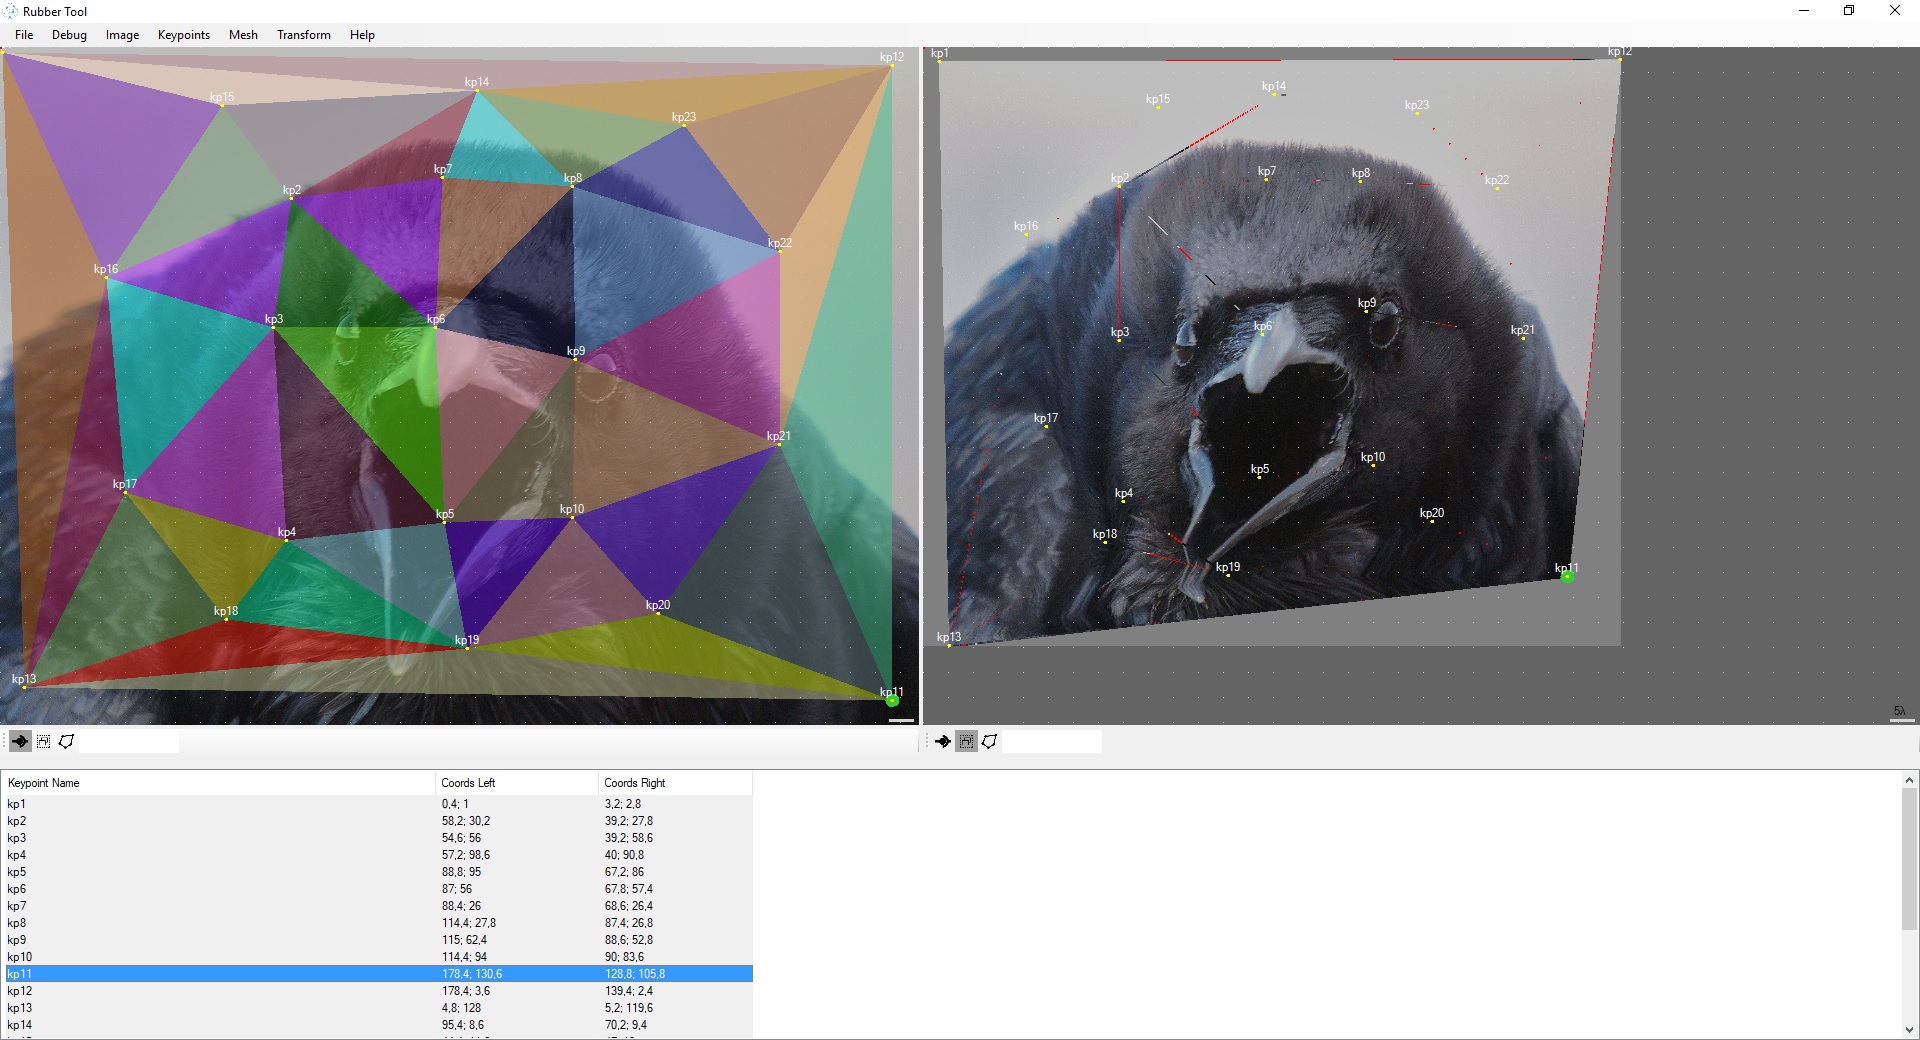 Rubber Tool
File Debug Image Keypoints Mesh Transform Help
kp12
kp14
kp15
kp23
kp7
kp8
kp2
kp22
kp16
kp3
kp6
kp9
kp21
kp17
kp5
kp10
kp4
kp20
kp18
kp19
kp13
kp11
kp1
kp12
kp14
kp15
kp23
kp7
kp8
kp2
kp22
kp16
kp9
kp6
kp3
kp21
kp17
kp10
kp5
kp4
kp20
kp18
kp19
kp11
kp13
5λ
Keypoint Name Coords Left Coords Right
kp1 0,4; 1 3,2; 2,8
kp2 58,2; 30,2 39,2; 27,8
kp3 54,6; 56 39,2; 58,6
kp4 57,2; 98,6 40; 90,8
kp5 88,8; 95 67,2; 86
kp6 87; 56 67,8; 57,4
kp7 88,4; 26 68,6; 26,4
kp8 114,4; 27,8 87,4; 26,8
kp9 115; 62,4 88,6; 52,8
kp10 114,4; 94 90; 83,6
kp11 178,4; 130,6 128,8; 105,8
kp12 178,4; 3,6 139,4; 2,4
kp13 4,8; 128 5,2; 119,6
kp14 95,4; 8,6 70,2; 9,4